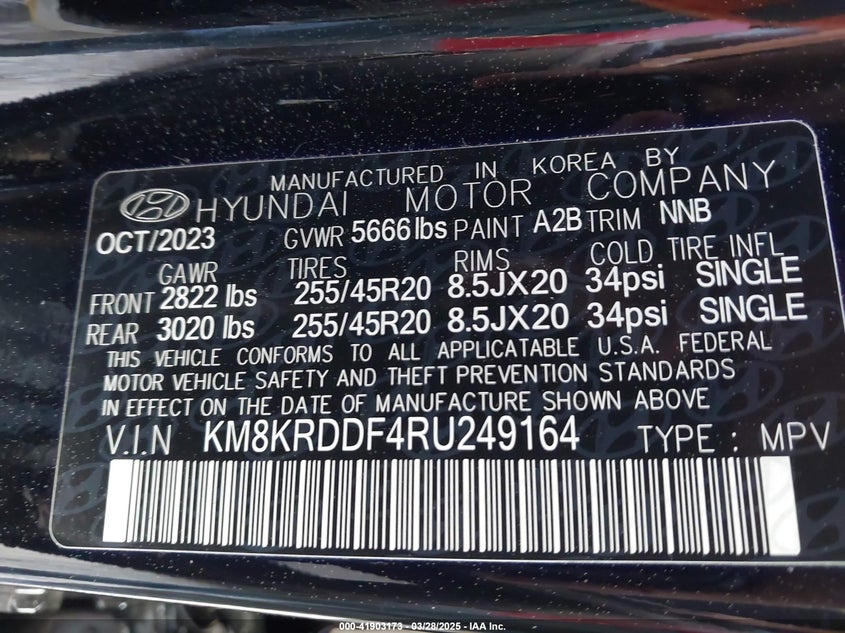 MANUFACTURED IN KOREA BY
HYUNDAI MOTOR COMPANY
OCT/2023 GVWR 5666 lbs PAINT A2B TRIM NNB
GAWR TIRES RIMS COLD TIRE INFL
FRONT 2822 lbs 255/45R20 8.5JX20 34psi SINGLE
REAR 3020 lbs 255/45R20 8.5JX20 34psi SINGLE
THIS VEHICLE CONFORMS TO ALL APPLICATABLE U.S.A. FEDERAL
MOTOR VEHICLE SAFETY AND THEFT PREVENTION STANDARDS
IN EFFECT ON THE DATE OF MANUFACTURE SHOWN ABOVE
V.I.N KM8KRDDF4RU249164 TYPE : MPV
000-41903173 - 03/28/2025 - IAA Inc.